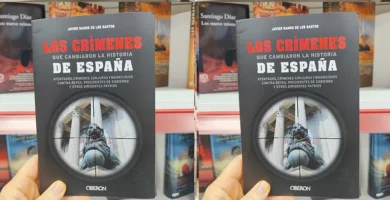 Santiago Díaz
JAVIER RAMOS DE LOS SANTOS
LOS CRÍMENES
QUE CAMBIARON LA HISTORIA
DE ESPAÑA
ATENTADOS, CRÍMENES, CONJURAS Y MAGNICIDIOS
CONTRA REYES, PRESIDENTES DE GOBIERNO
Y OTROS DIRIGENTES PATRIOS
OBERON
Santiago Díaz
JAVIER RAMOS DE LOS SANTOS
LOS CRÍMENES
QUE CAMBIARON LA HISTORIA
DE ESPAÑA
ATENTADOS, CRÍMENES, CONJURAS Y MAGNICIDIOS
CONTRA REYES, PRESIDENTES DE GOBIERNO
Y OTROS DIRIGENTES PATRIOS
OBERON